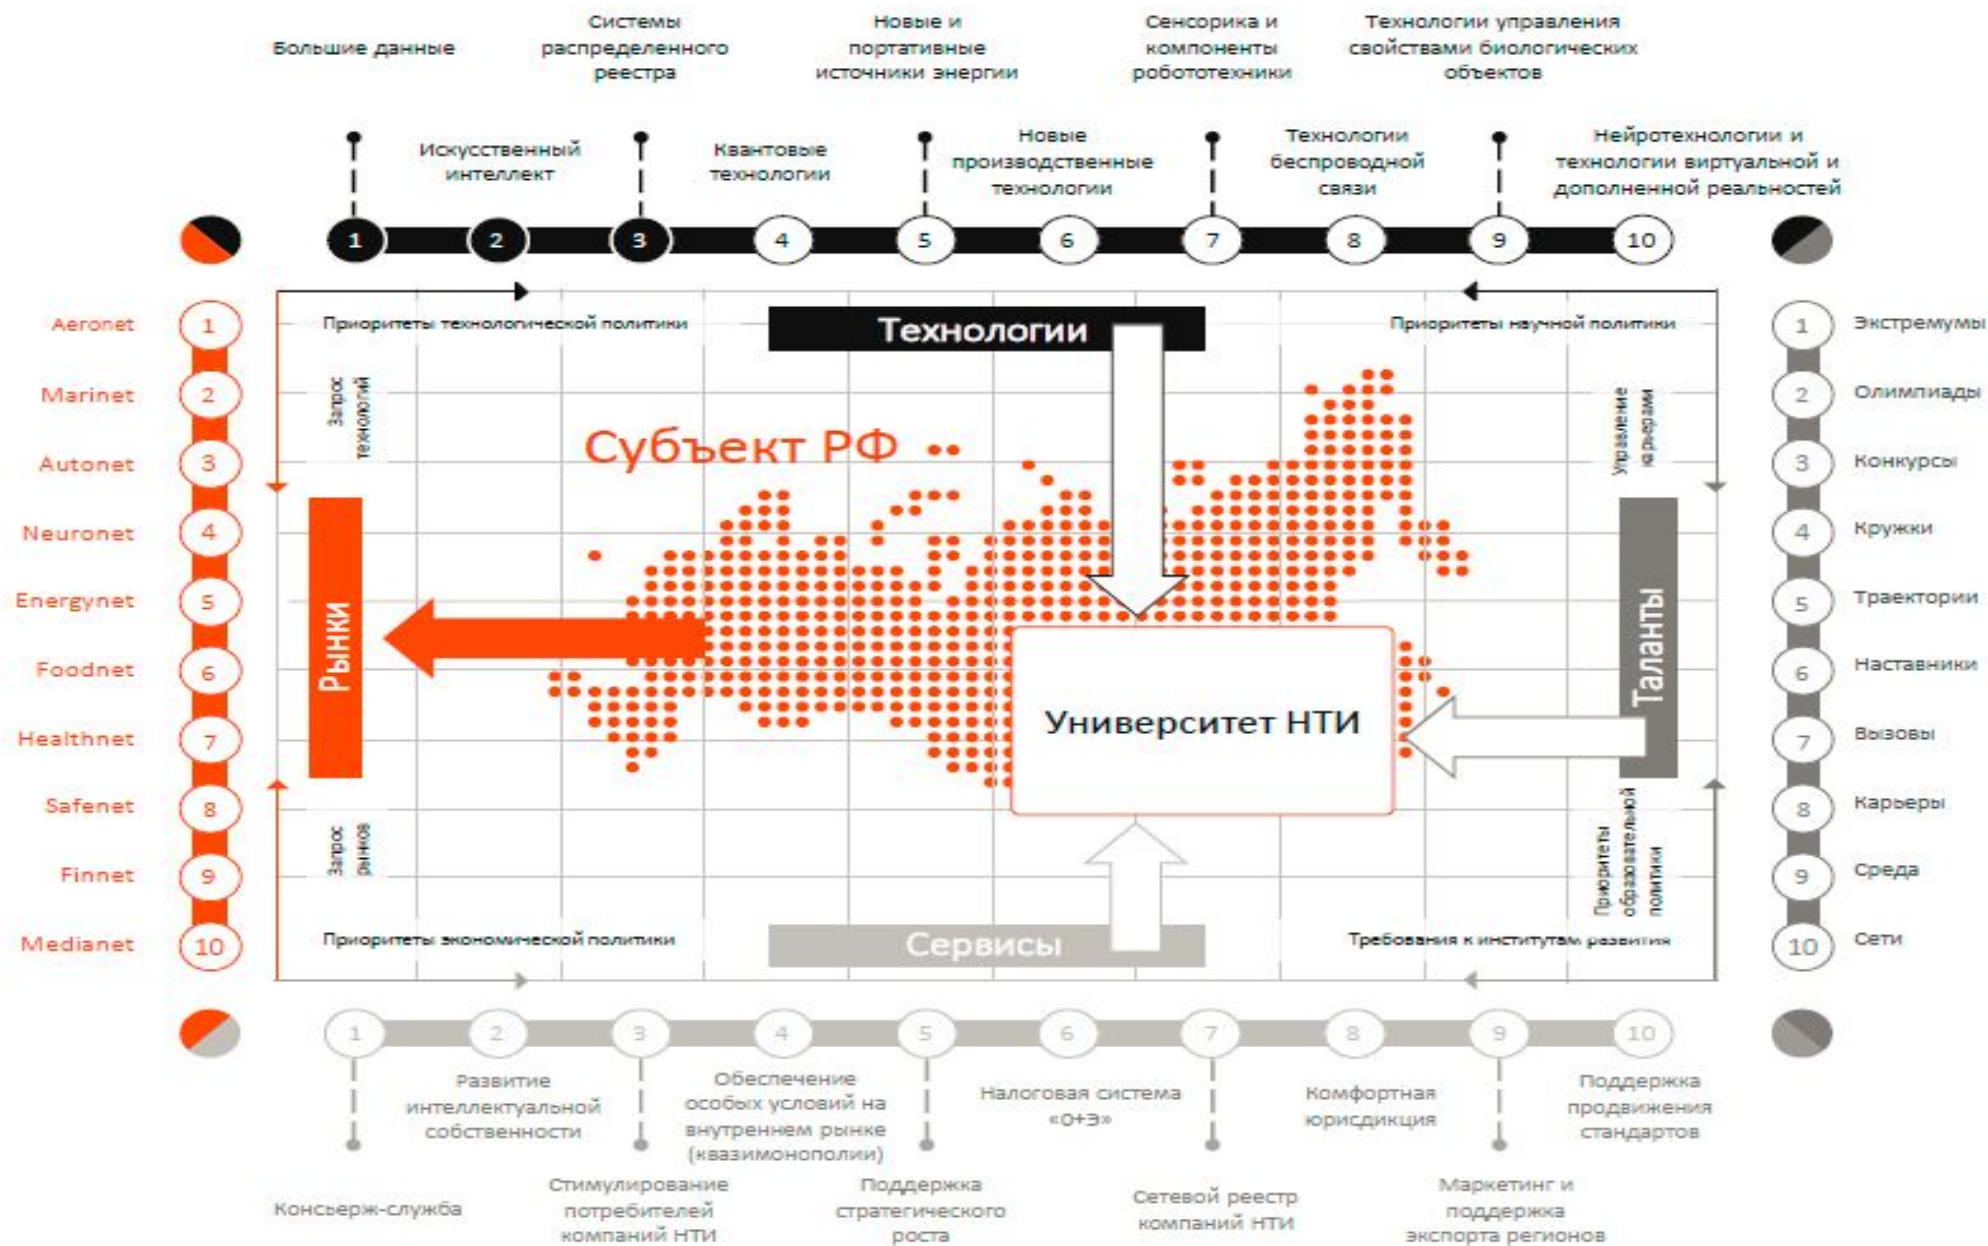 Большие данные
Системы
распределенного
реестра
Новые и
портативные
источники энергии
Сенсорика и
компоненты
робототехники
Технологии управления
свойствами биологических
объектов
Искусственный
интеллект
Квантовые
технологии
Новые
производственные
технологии
Технологии
беспроводной
связи
Нейротехнологии и
технологии виртуальной и
дополненной реальностей
1 2 3 4 5 6 7 8 9 10
Aeronet 1
Marinet 2
Autonet 3
Neuronet 4
Energynet 5
Foodnet 6
Healthnet 7
Safenet 8
Finnet 9
Medianet 10
Приоритеты технологической политики
Технологии
Приоритеты научной политики
Запрос
технологий
Субъект РФ
Управление
карьерами
Рынки
Университет НТИ
Таланты
Запрос
рынков
Приоритеты
образовательной
политики
Приоритеты экономической политики
Сервисы
Требования к институтам развития
1 Экстремумы
2 Олимпиады
3 Конкурсы
4 Кружки
5 Траектории
6 Наставники
7 Вызовы
8 Карьеры
9 Среда
10 Сети
1 2 3 4 5 6 7 8 9 10
Развитие
интеллектуальной
собственности
Обеспечение
особых условий на
внутреннем рынке
(квазимонополии)
Налоговая система
«0+Э»
Комфортная
юрисдикция
Поддержка
продвижения
стандартов
Консьерж-служба
Стимулирование
потребителей
компаний НТИ
Поддержка
стратегического
роста
Сетевой реестр
компаний НТИ
Маркетинг и
поддержка
экспорта регионов